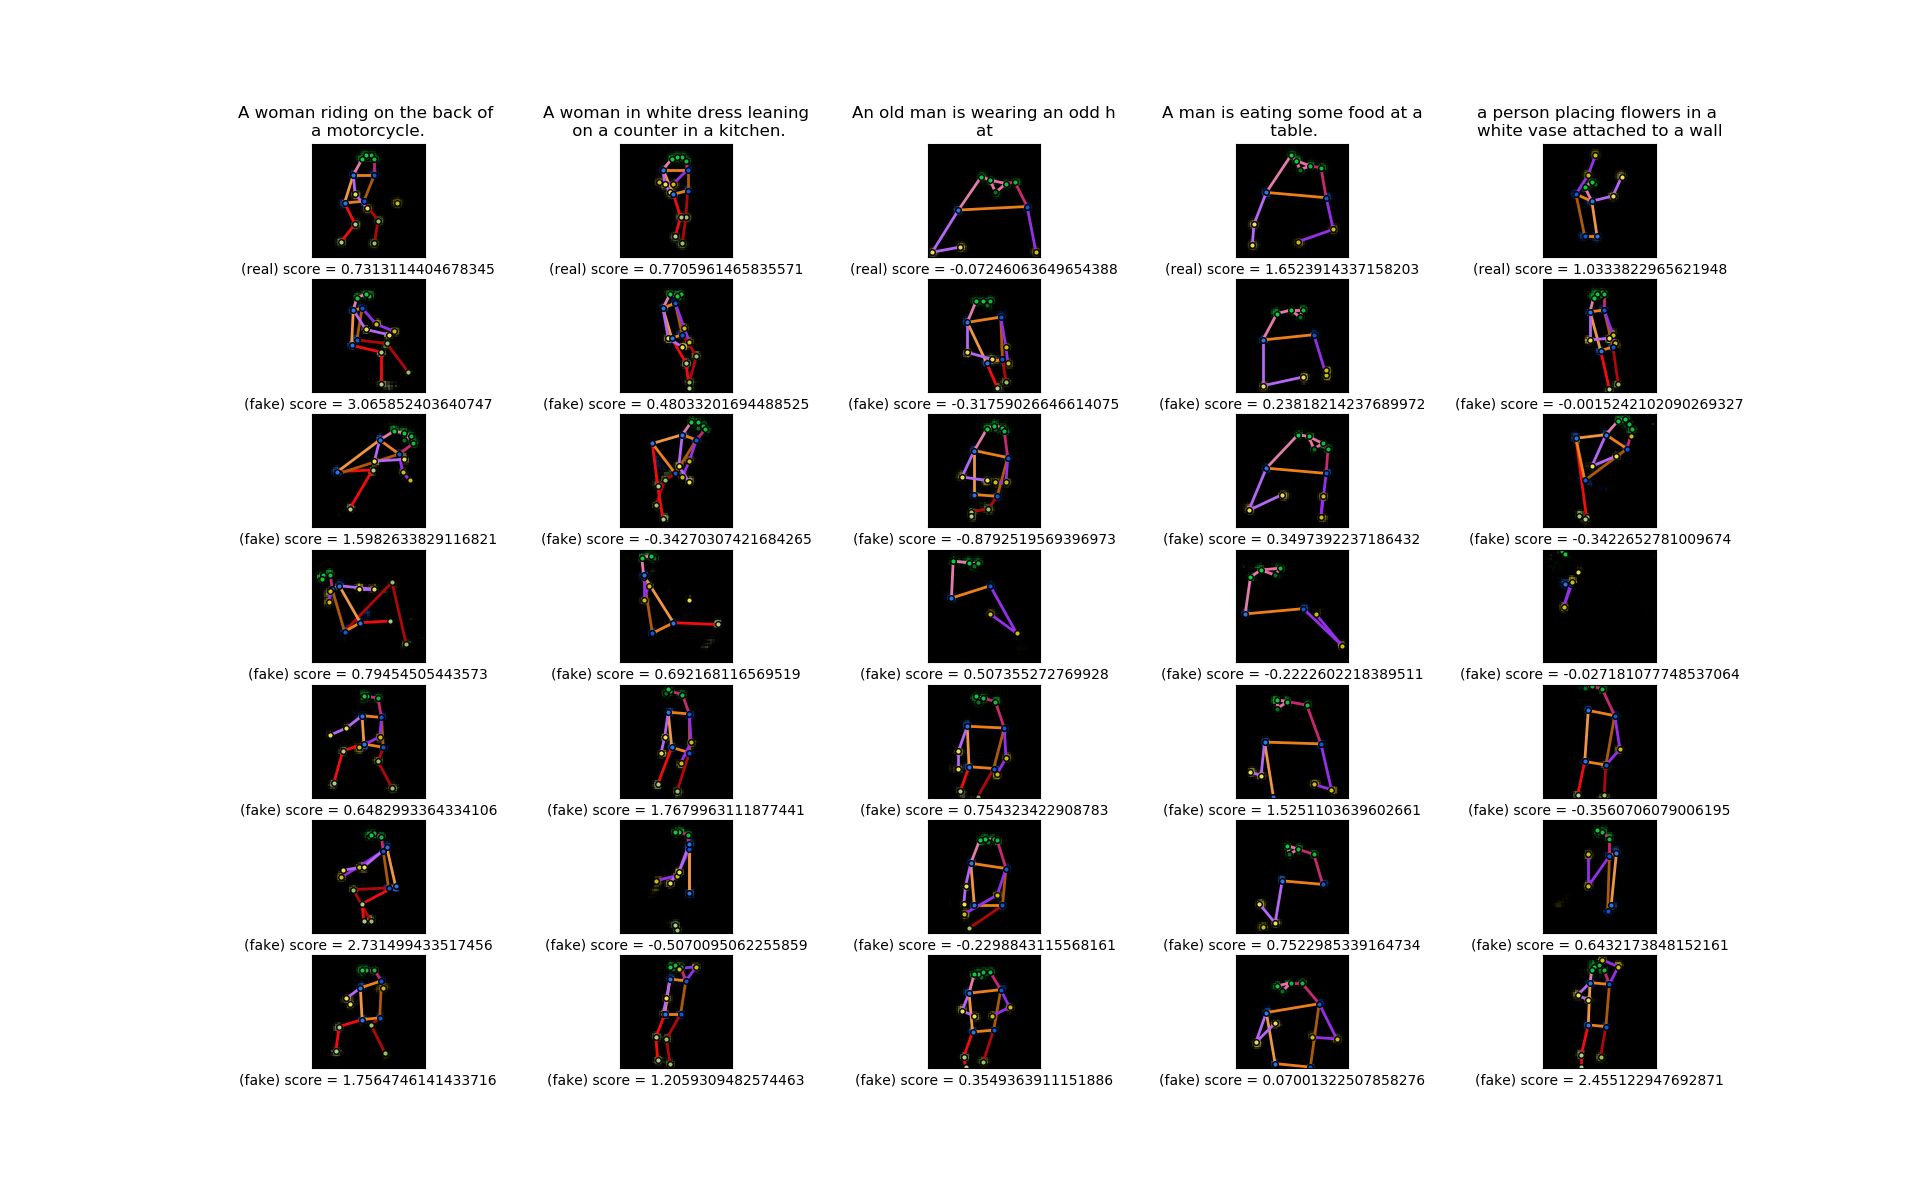 A woman riding on the back of
a motorcycle.
A woman in white dress leaning
on a counter in a kitchen.
An old man is wearing an odd h
at
A man is eating some food at a
table.
a person placing flowers in a
white vase attached to a wall
(real) score = 0.7313114404678345
(real) score = 0.7705961465835571
(real) score = -0.07246063649654388
(real) score = 1.6523914337158203
(real) score = 1.0333822965621948
(fake) score = 3.065852403640747
(fake) score = 0.48033201694488525
(fake) score = -0.31759026646614075
(fake) score = 0.23818214237689972
(fake) score = -0.0015242102090269327
(fake) score = 1.5982633829116821
(fake) score = -0.34270307421684265
(fake) score = -0.8792519569396973
(fake) score = 0.3497392237186432
(fake) score = -0.3422652781009674
(fake) score = 0.79454505443573
(fake) score = 0.692168116569519
(fake) score = 0.507355272769928
(fake) score = -0.2222602218389511
(fake) score = -0.027181077748537064
(fake) score = 0.6482993364334106
(fake) score = 1.7679963111877441
(fake) score = 0.754323422908783
(fake) score = 1.5251103639602661
(fake) score = -0.3560706079006195
(fake) score = 2.731499433517456
(fake) score = -0.5070095062255859
(fake) score = -0.2298843115568161
(fake) score = 0.7522985339164734
(fake) score = 0.6432173848152161
(fake) score = 1.7564746141433716
(fake) score = 1.2059309482574463
(fake) score = 0.3549363911151886
(fake) score = 0.07001322507858276
(fake) score = 2.455122947692871